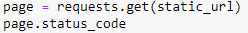 page = requests.get(static_url)
page.status_code